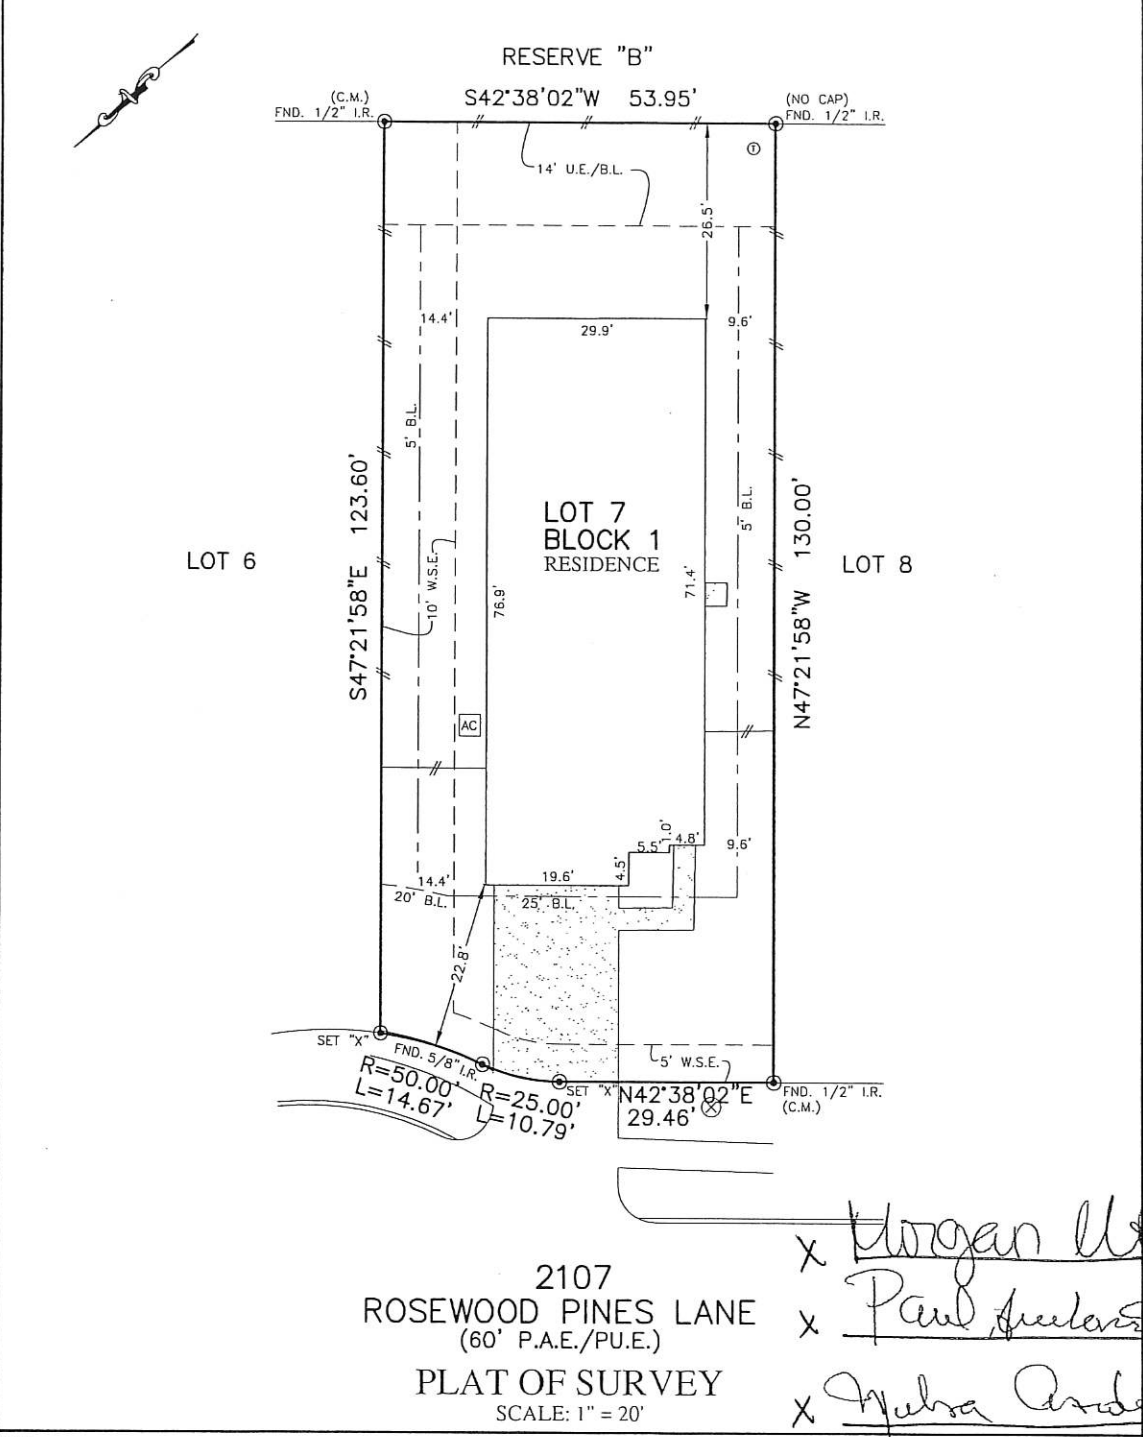 RESERVE "B"
S42°38'02"W 53.95'
(C.M.)
FND. 1/2" I.R.
(NO CAP)
FND. 1/2" I.R.
T
14' U.E./B.L.
26.5'
14.4'
29.9'
9.6'
5' B.L.
S47°21'58"E 123.60'
10' W.S.E.
76.9'
LOT 7
BLOCK 1
RESIDENCE
71.4'
5' B.L.
N47°21'58"W 130.00'
LOT 6
LOT 8
AC
14.4'
20' B.L.
19.6'
25' B.L.
4.5'
5.5'
1.0'
4.8'
9.6'
22.8'
SET "X"
FND. 5/8" I.R.
R=50.00'
L=14.67'
R=25.00'
L=10.79'
SET "X"
5' W.S.E.
N42°38'02"E
29.46'
FND. 1/2" I.R.
(C.M.)
2107
ROSEWOOD PINES LANE
(60' P.A.E./PU.E.)
PLAT OF SURVEY
SCALE: 1" = 20'
X Morgan
X Paul
X